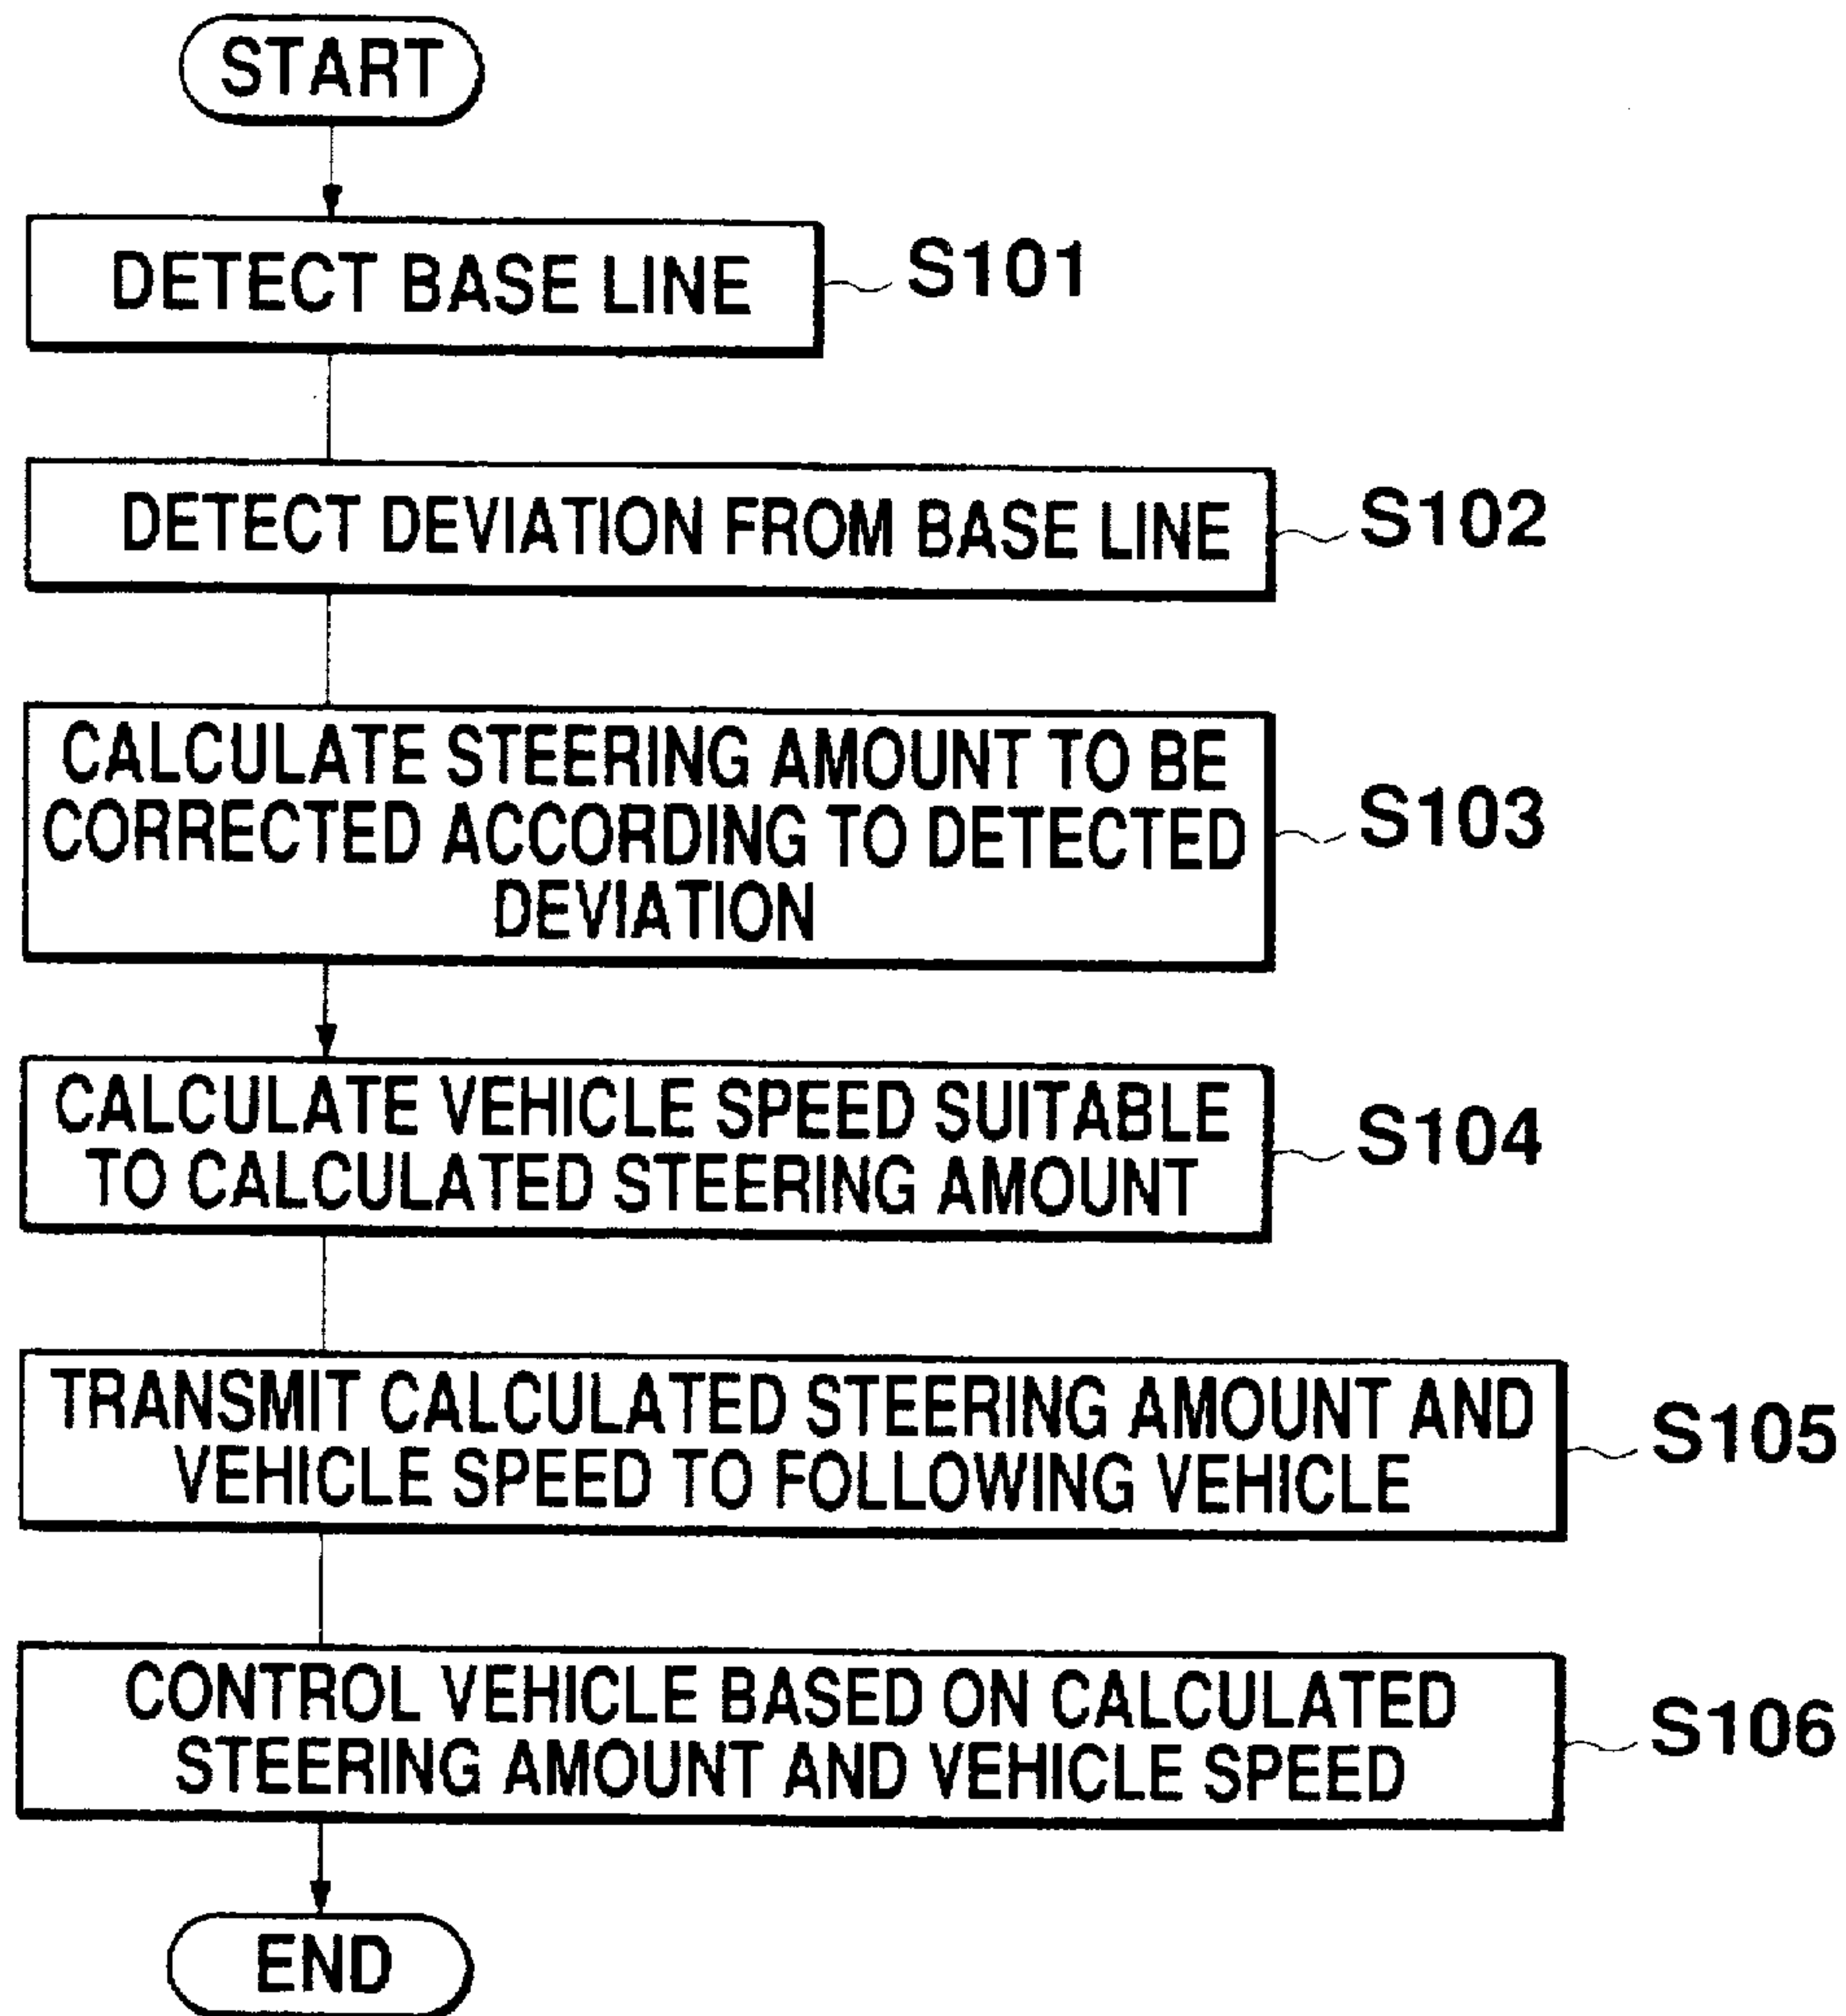 START
DETECT BASE LINE
S101
DETECT DEVIATION FROM BASE LINE
S102
CALCULATE STEERING AMOUNT TO BE
CORRECTED ACCORDING TO DETECTED
DEVIATION
S103
CALCULATE VEHICLE SPEED SUITABLE
TO CALCULATED STEERING AMOUNT
S104
TRANSMIT CALCULATED STEERING AMOUNT AND
VEHICLE SPEED TO FOLLOWING VEHICLE
S105
CONTROL VEHICLE BASED ON CALCULATED
STEERING AMOUNT AND VEHICLE SPEED
S106
END